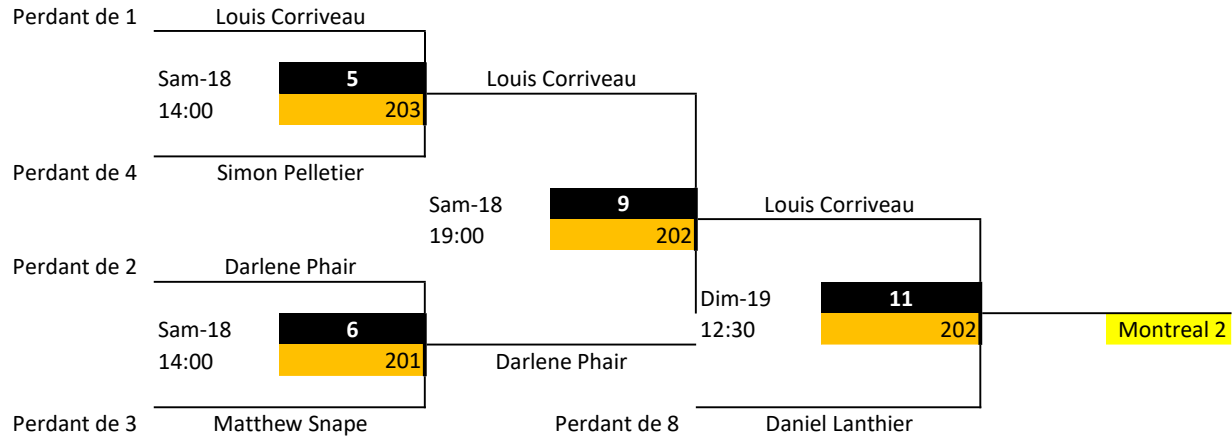 Perdant de 1 Louis Corriveau
Sam-18 5 Louis Corriveau
14:00 203
Perdant de 4 Simon Pelletier
Sam-18 9 Louis Corriveau
19:00 202
Perdant de 2 Darlene Phair
Dim-19 11
Sam-18 6 12:30 202 Montreal 2
14:00 201 Darlene Phair
Perdant de 3 Matthew Snape Perdant de 8 Daniel Lanthier